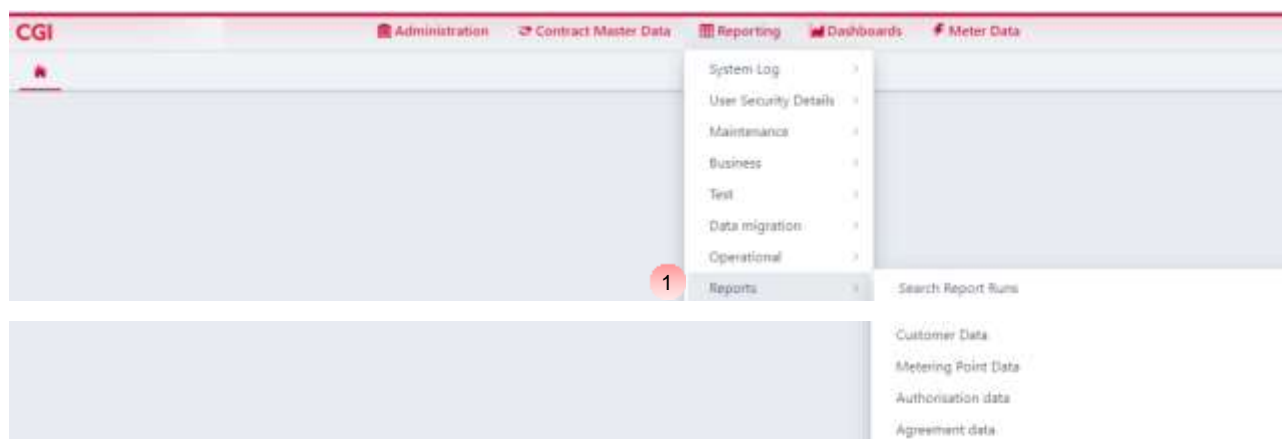 CGI Administration Contract Master Data Reporting Dashboards Meter Data
System Log
User Security Details
Maintenance
Business
Test
Data migration
Operational
1 Reports Search Report Runs
Customer Data
Metering Point Data
Authorisation data
Agreement data